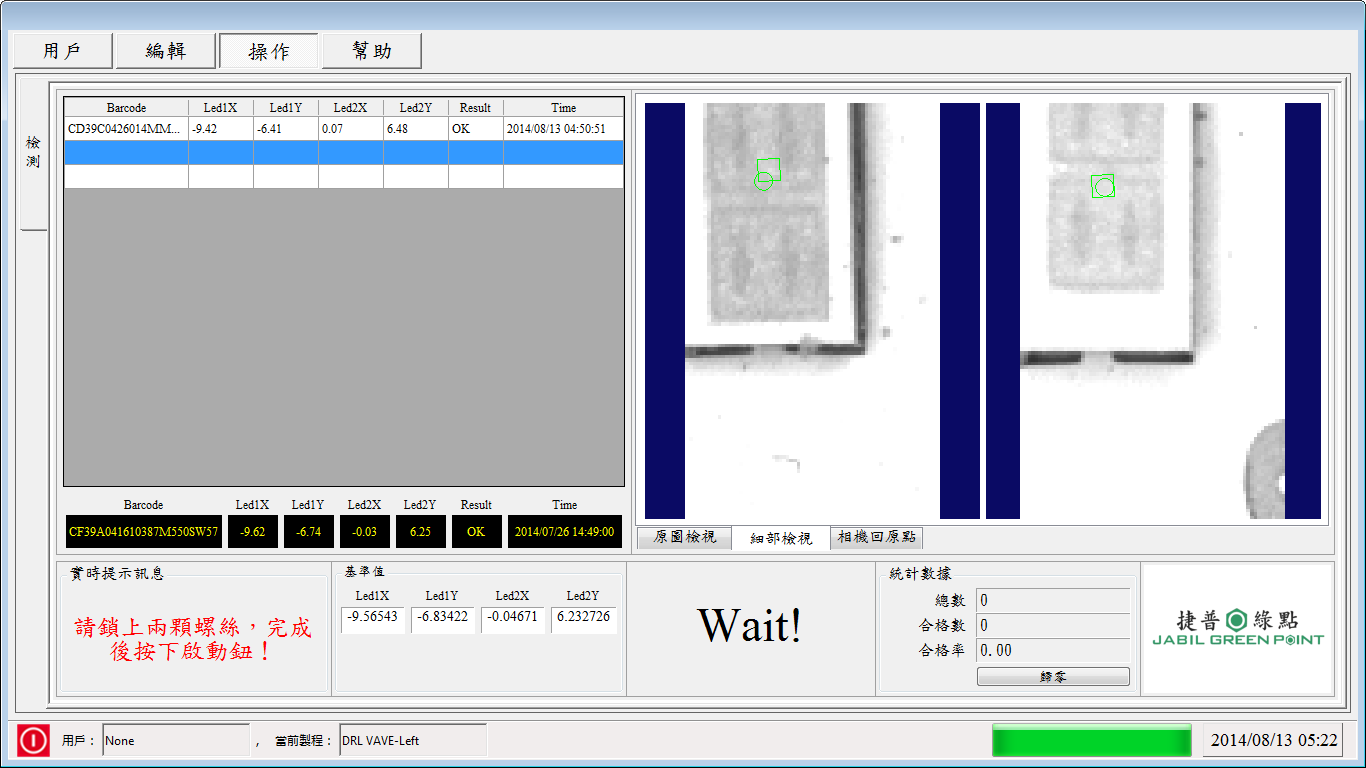 用戶 編輯 操作 幫助
檢測
Barcode Led1X Led1Y Led2X Led2Y Result Time
CD39C0426014MM... -9.42 -6.41 0.07 6.48 OK 2014/08/13 04:50:51
Barcode Led1X Led1Y Led2X Led2Y Result Time
CF39A041610387M550SW57 -9.62 -6.74 -0.03 6.25 OK 2014/07/26 14:49:00
原圖檢視 細部檢視 相機回原點
實時提示訊息
請鎖上兩顆螺絲，完成
後按下啟動鈕！
基準值
Led1X Led1Y Led2X Led2Y
-9.56543 -6.83422 -0.04671 6.232726
Wait!
統計數據
總數 0
合格數 0
合格率 0.00
歸零
捷普 綠點
JABIL GREEN POINT
用戶： None ， 當前製程： DRL VAVE-Left
2014/08/13 05:22